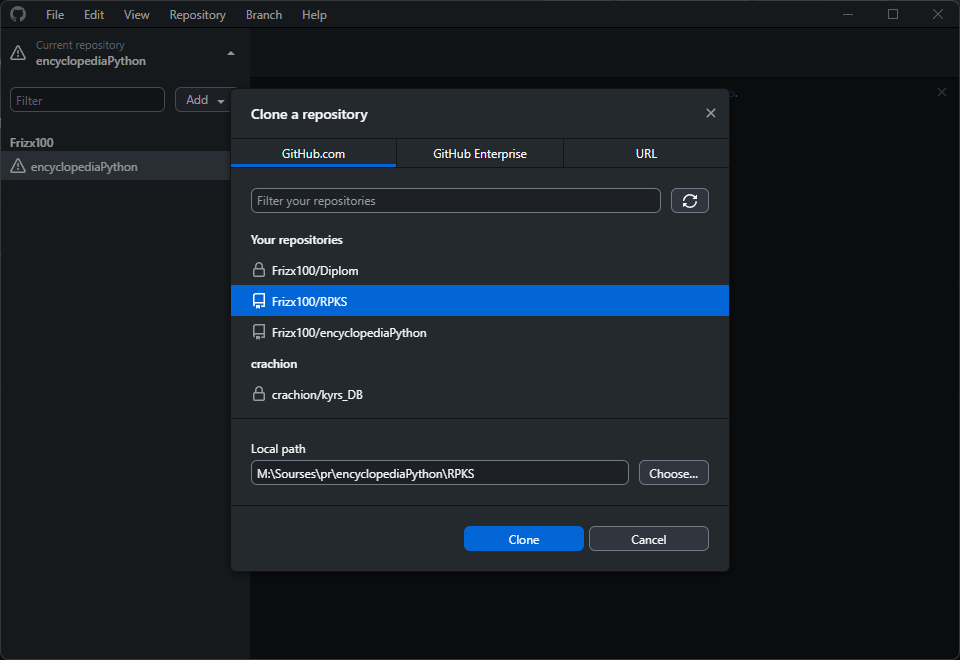 File Edit View Repository Branch Help
Current repository
encyclopediaPython
Filter
Add
Frizx100
encyclopediaPython
Clone a repository
GitHub.com GitHub Enterprise URL
Filter your repositories
Your repositories
Frizx100/Diplom
Frizx100/RPKS
Frizx100/encyclopediaPython
crachion
crachion/kyrs_DB
Local path
M:\Sourses\pr\encyclopediaPython\RPKS
Choose...
Clone Cancel